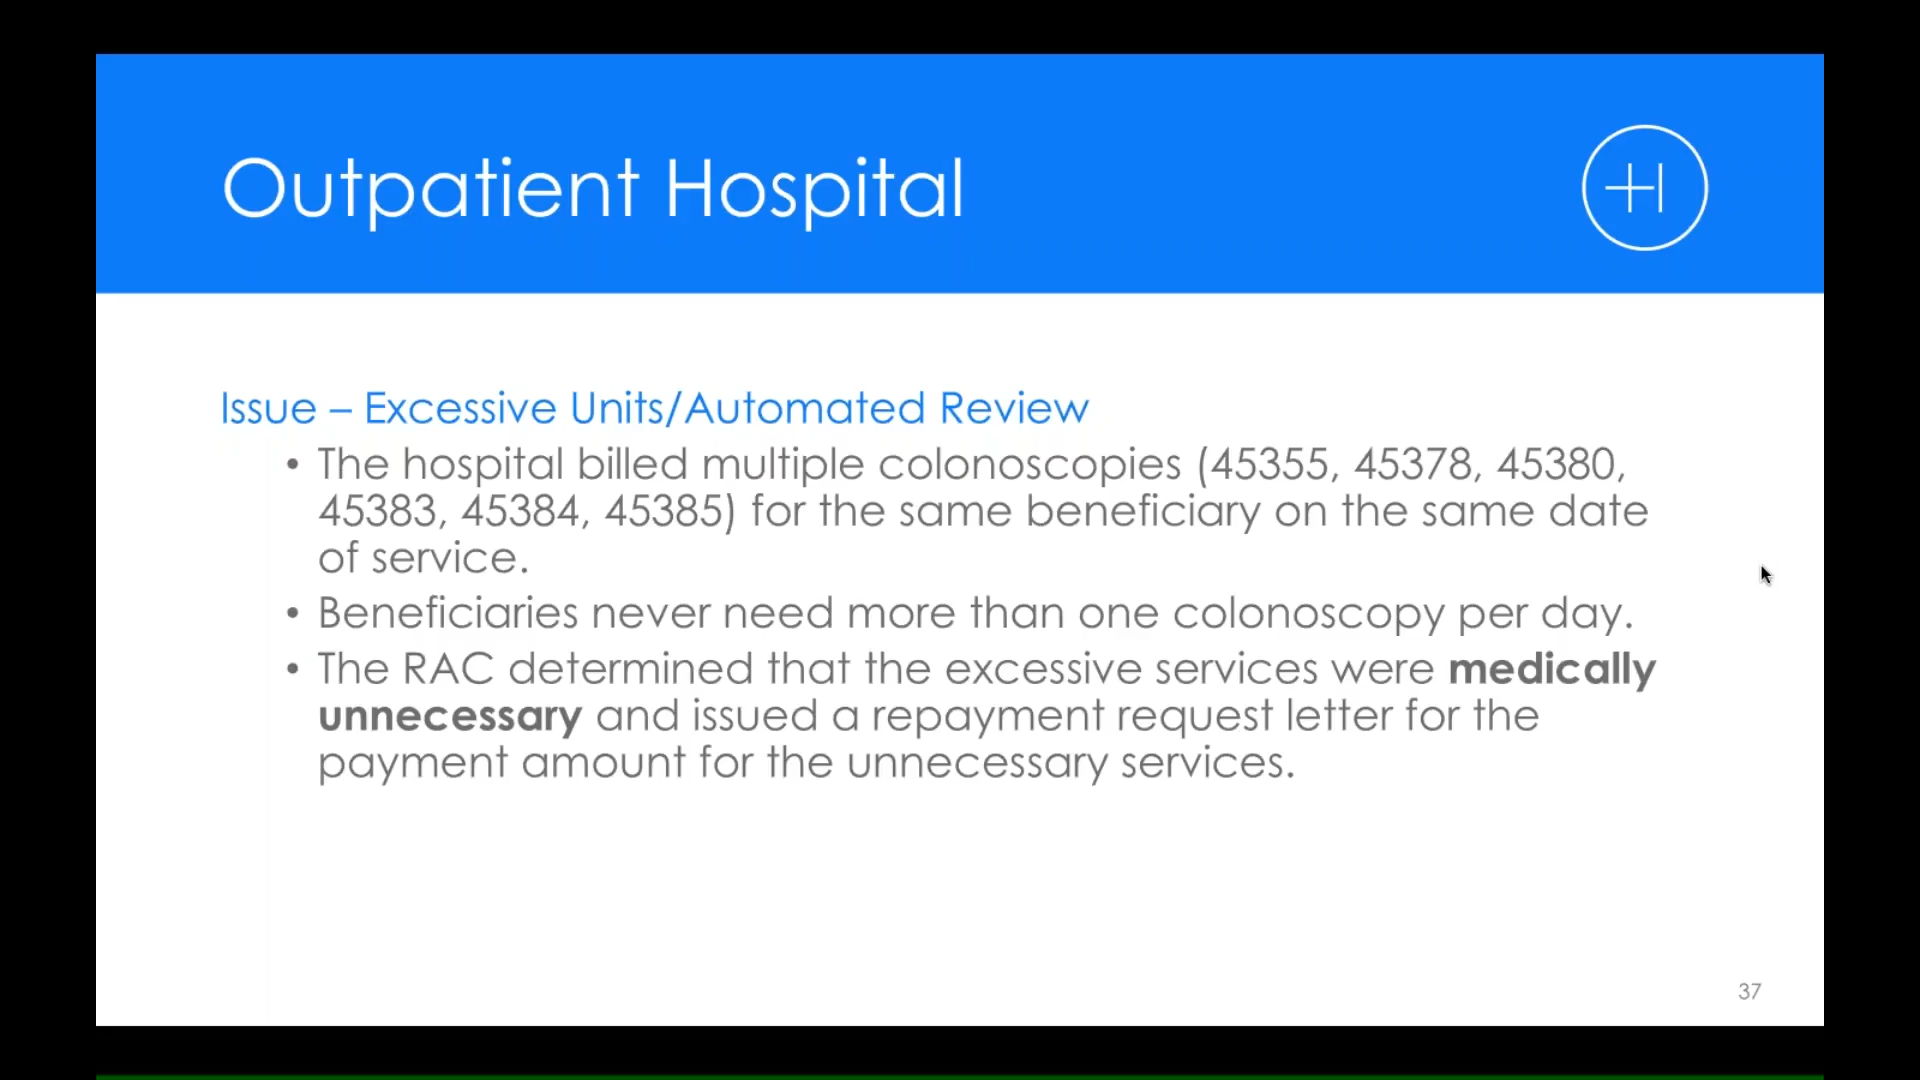 Outpatient Hospital
Issue – Excessive Units/Automated Review
• The hospital billed multiple colonoscopies (45355, 45378, 45380,
45383, 45384, 45385) for the same beneficiary on the same date
of service.
• Beneficiaries never need more than one colonoscopy per day.
• The RAC determined that the excessive services were medically
unnecessary and issued a repayment request letter for the
payment amount for the unnecessary services.
37